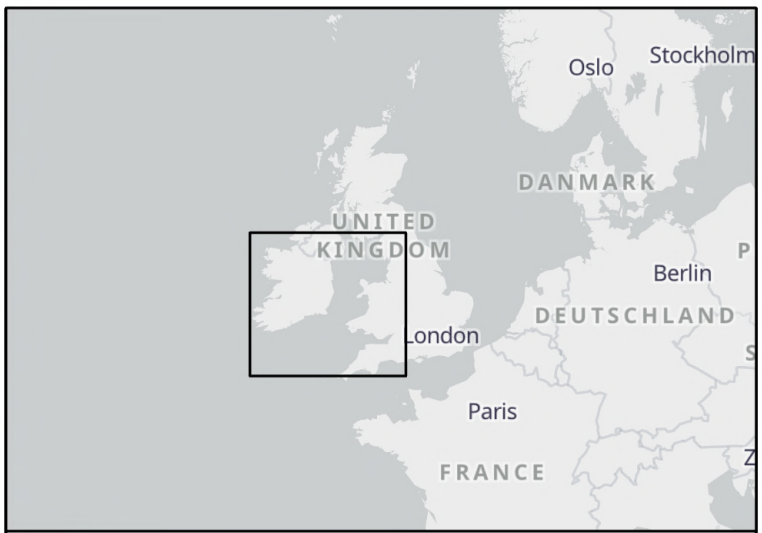 Oslo
Stockholm
DANMARK
UNITED
KINGDOM
P
Berlin
DEUTSCHLAND
London
S
Paris
Z
FRANCE